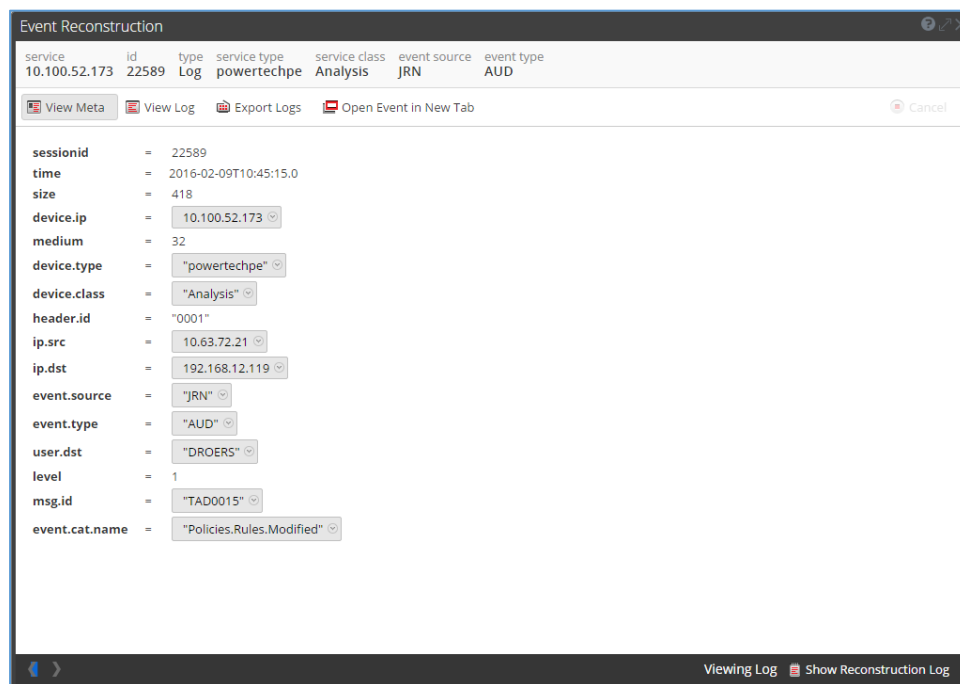 Event Reconstruction
service id type service type service class event source event type
10.100.52.173 22589 Log powertechpe Analysis JRN AUD
View Meta View Log Export Logs Open Event in New Tab Cancel
sessionid = 22589
time = 2016-02-09T10:45:15.0
size = 418
device.ip = 10.100.52.173
medium = 32
device.type = "powertechpe"
device.class = "Analysis"
header.id = "0001"
ip.src = 10.63.72.21
ip.dst = 192.168.12.119
event.source = "JRN"
event.type = "AUD"
user.dst = "DROERS"
level = 1
msg.id = "TAD0015"
event.cat.name = "Policies.Rules.Modified"
Viewing Log Show Reconstruction Log